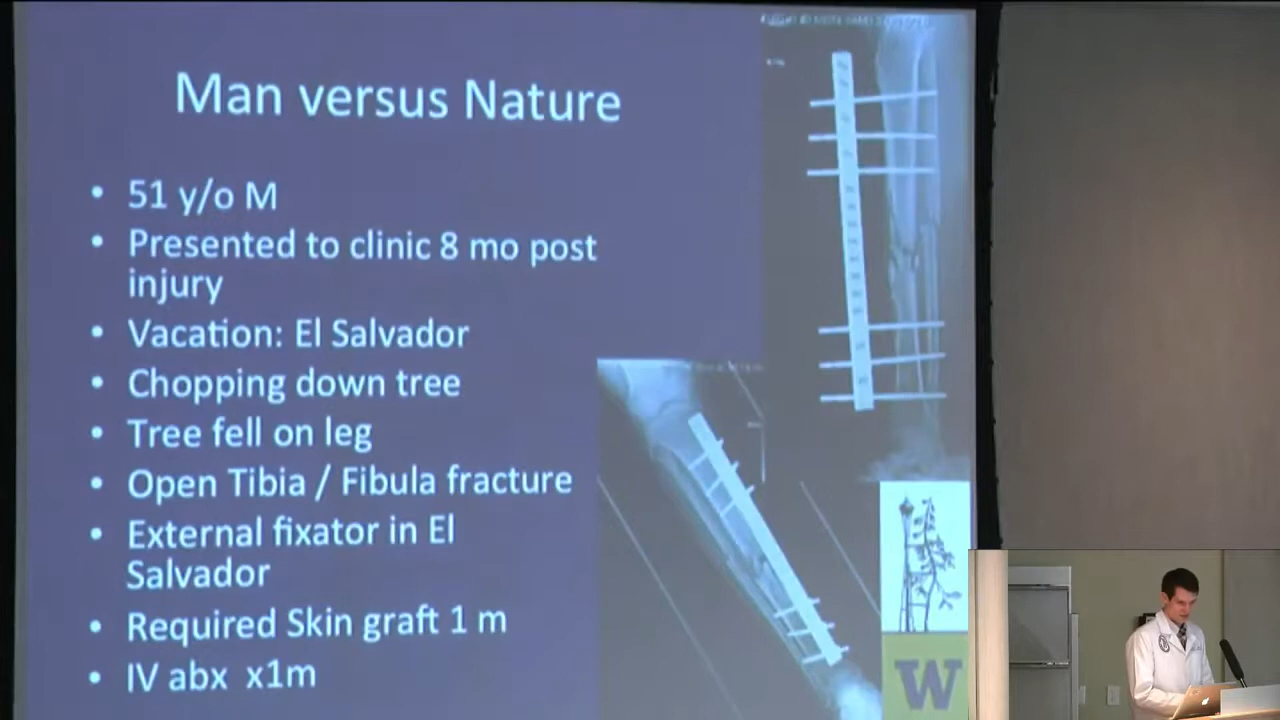 Man versus Nature
• 51 y/o M
• Presented to clinic 8 mo post
injury
• Vacation: El Salvador
• Chopping down tree
• Tree fell on leg
• Open Tibia / Fibula fracture
• External fixator in El
Salvador
• Required Skin graft 1 m
• IV abx x1m
W